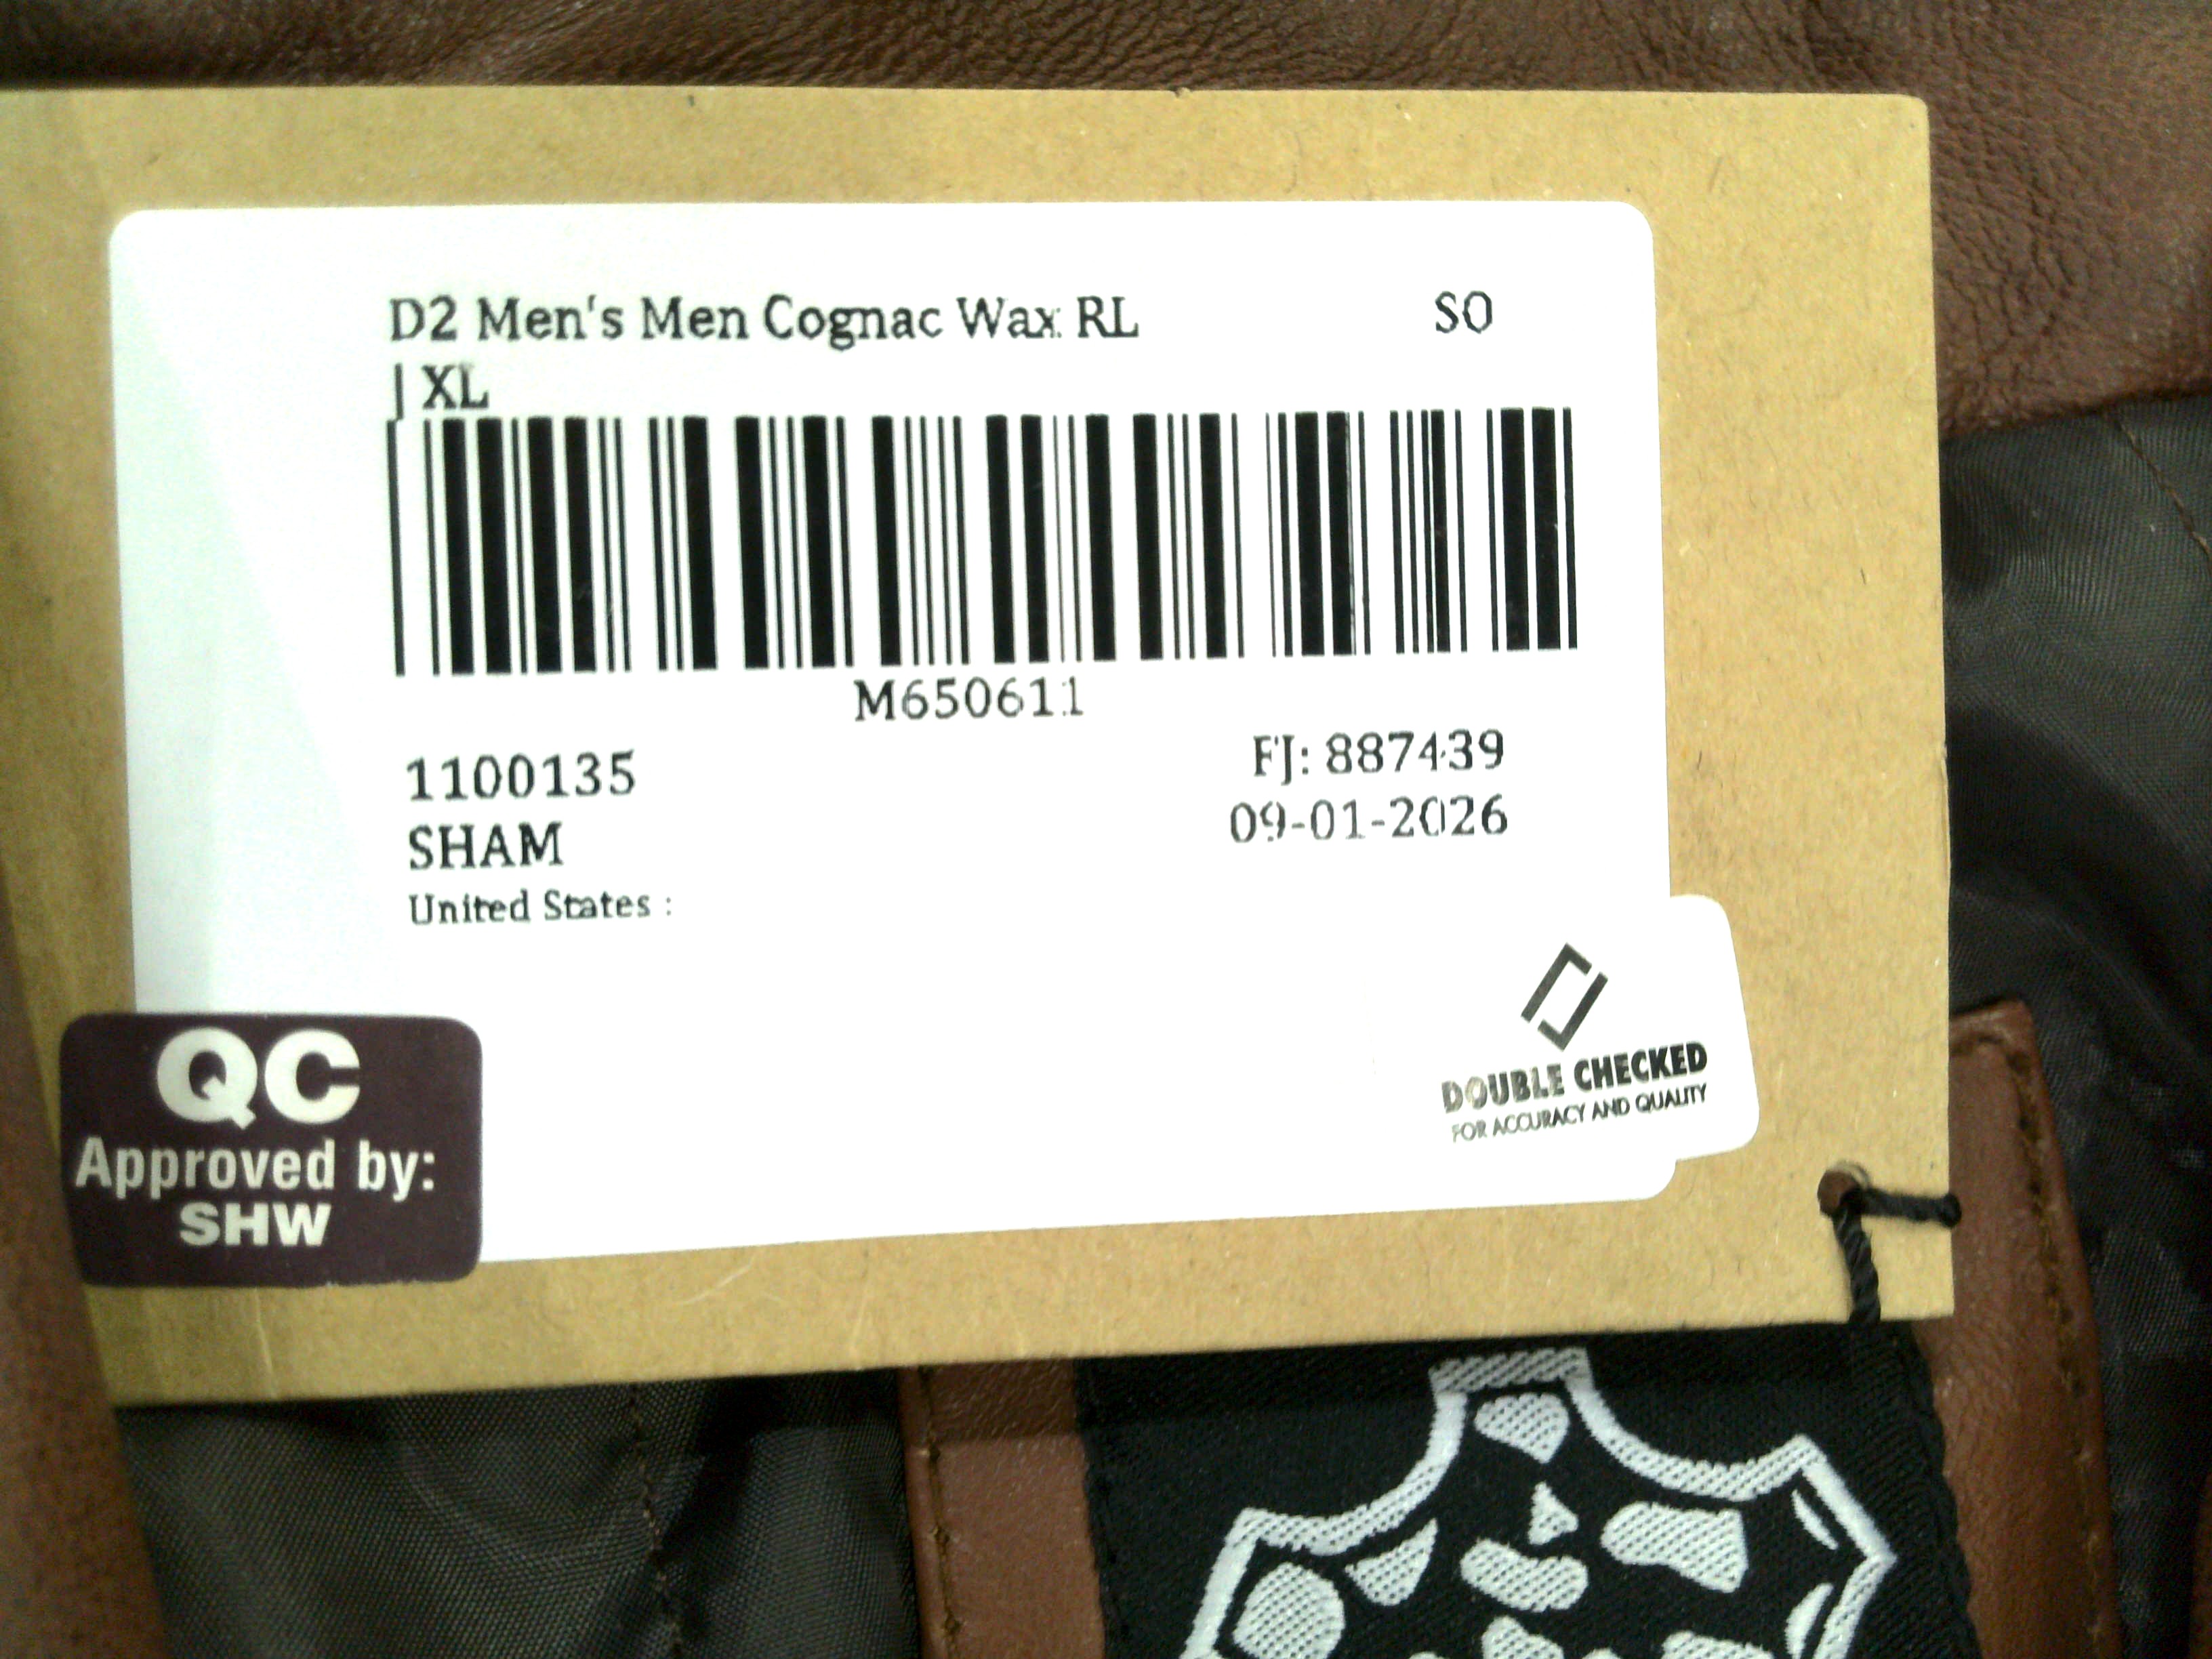 D2 Men's Men Cognac Wax RL SO
J XL
M650611
1100135 FJ: 887439
SHAM 09-01-2026
United States :
QC
Approved by:
SHW
DOUBLE CHECKED
FOR ACCURACY AND QUALITY